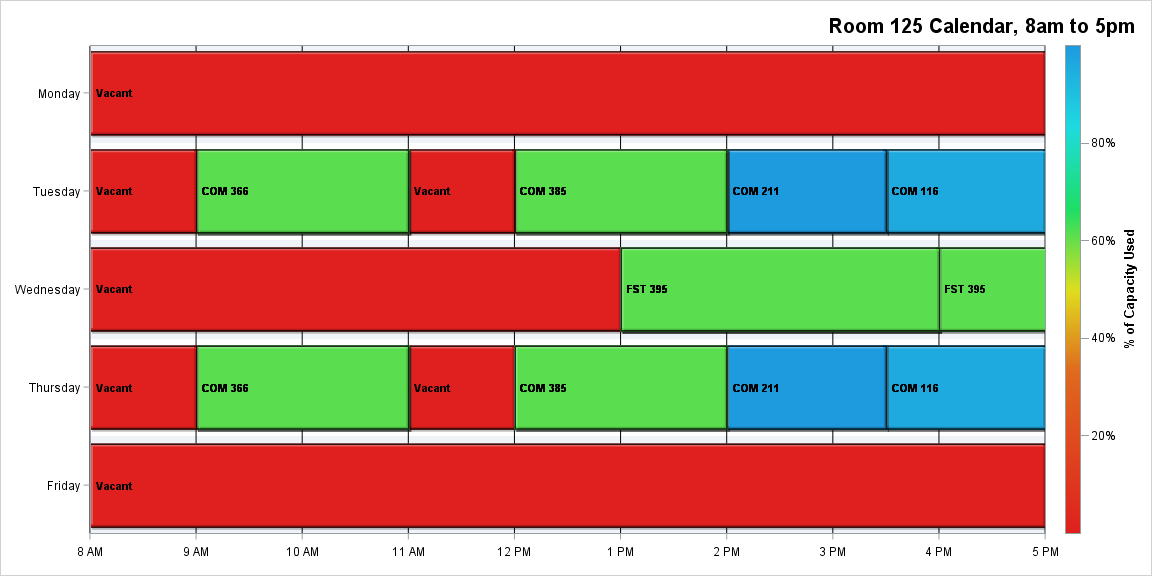 Room 125 Calendar, 8am to 5pm
Monday
Vacant
Tuesday
Vacant
COM 366
Vacant
COM 385
COM 211
COM 116
Wednesday
Vacant
FST 395
FST 395
Thursday
Vacant
COM 366
Vacant
COM 385
COM 211
COM 116
Friday
Vacant
8 AM
9 AM
10 AM
11 AM
12 PM
1 PM
2 PM
3 PM
4 PM
5 PM
80%
60%
40%
20%
% of Capacity Used